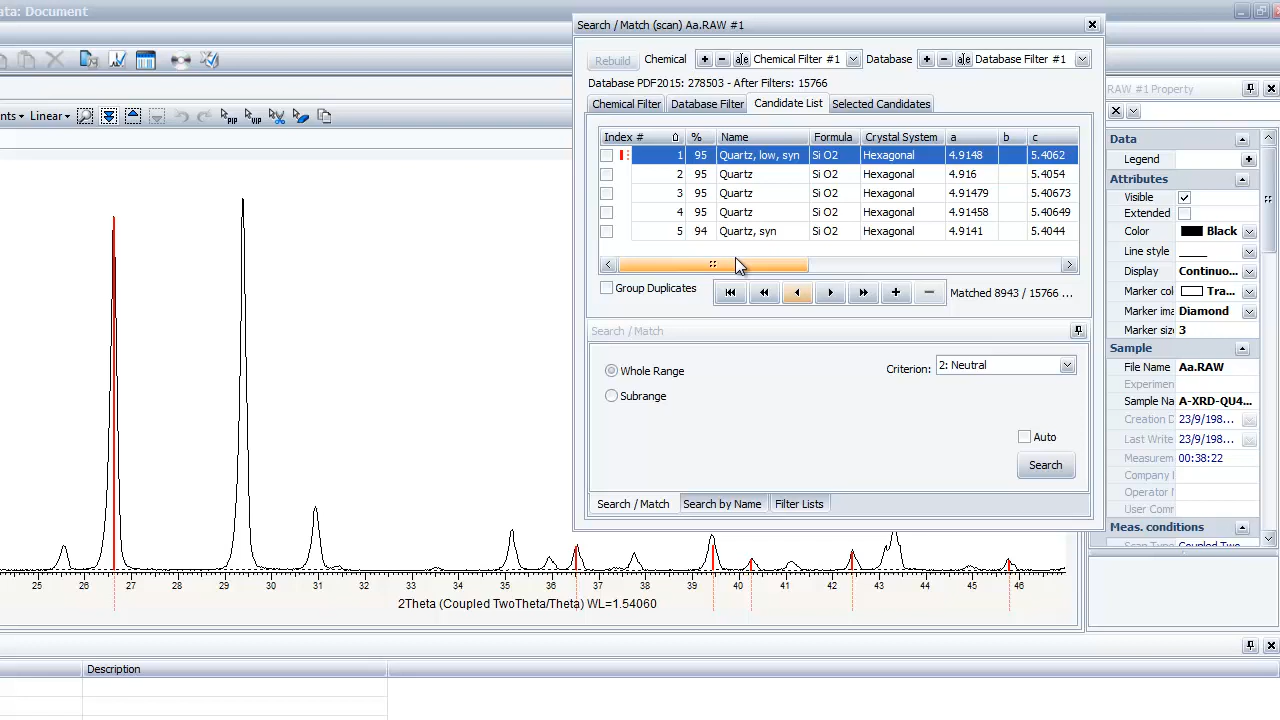 ta: Document
Search / Match (scan) Aa.RAW #1
Rebuild Chemical Chemical Filter #1 Database Database Filter #1
Database PDF2015: 278503 - After Filters: 15766
Chemical Filter Database Filter Candidate List Selected Candidates
Index # % Name Formula Crystal System a b c
1 95 Quartz, low, syn Si O2 Hexagonal 4.9148 5.4062
2 95 Quartz Si O2 Hexagonal 4.916 5.4054
3 95 Quartz Si O2 Hexagonal 4.91479 5.40673
4 95 Quartz Si O2 Hexagonal 4.91458 5.40649
5 94 Quartz, syn Si O2 Hexagonal 4.9141 5.4044
Group Duplicates Matched 8943 / 15766 ...
Search / Match
Whole Range Criterion: 2: Neutral
Subrange
Auto
Search
Search / Match Search by Name Filter Lists
nts Linear PIP VIP
RAW #1 Property
Data
Legend
Attributes
Visible
Extended
Color Black
Line style
Display Continuo...
Marker col Tra...
Marker ima Diamond
Marker size 3
Sample
File Name Aa.RAW
Experimen
Sample Na A-XRD-QU4...
Creation D 23/9/198...
Last Write 23/9/198...
Measurem 00:38:22
Company I
Operator N
User Comr
Meas. conditions
Scan Type Coupled Two
25 26 27 28 29 30 31 32 33 34 35 36 37 38 39 40 41 42 43 44 45 46
2Theta (Coupled TwoTheta/Theta) WL=1.54060
Description